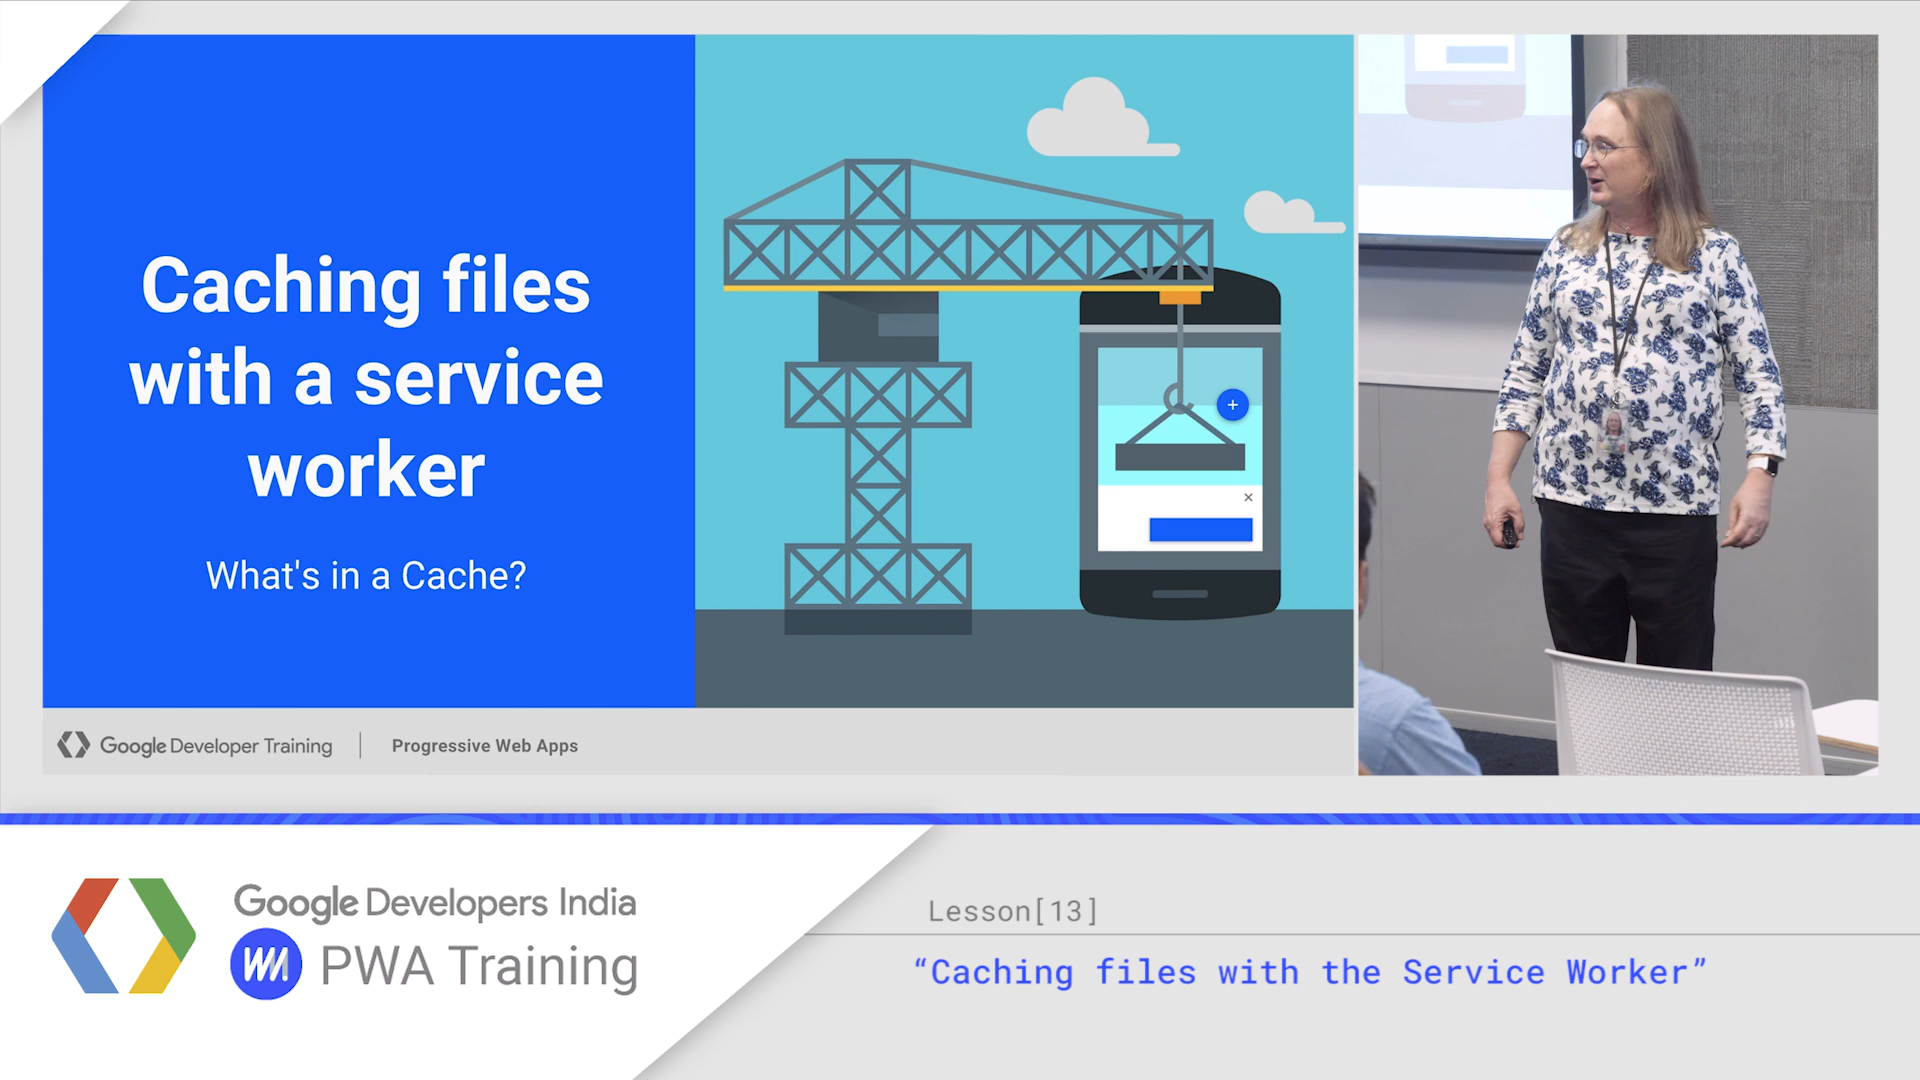 Caching files
with a service
worker
What's in a Cache?
Google Developer Training
Progressive Web Apps
Google Developers India
PWA Training
Lesson[13]
“Caching files with the Service Worker”